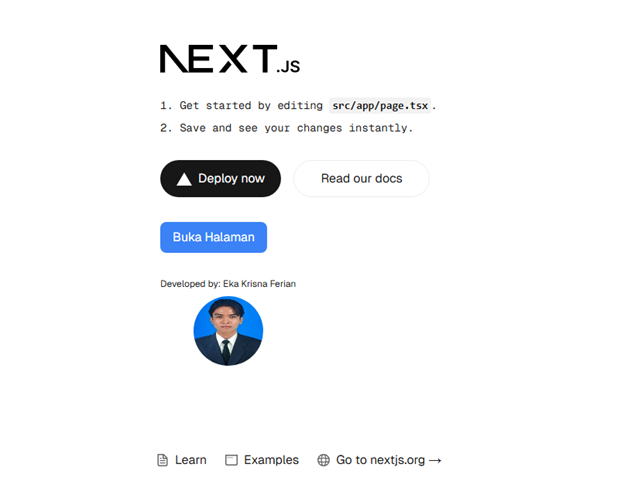 NEXT.JS
1. Get started by editing src/app/page.tsx.
2. Save and see your changes instantly.
Deploy now Read our docs
Buka Halaman
Developed by: Eka Krisna Ferian
Learn Examples Go to nextjs.org →